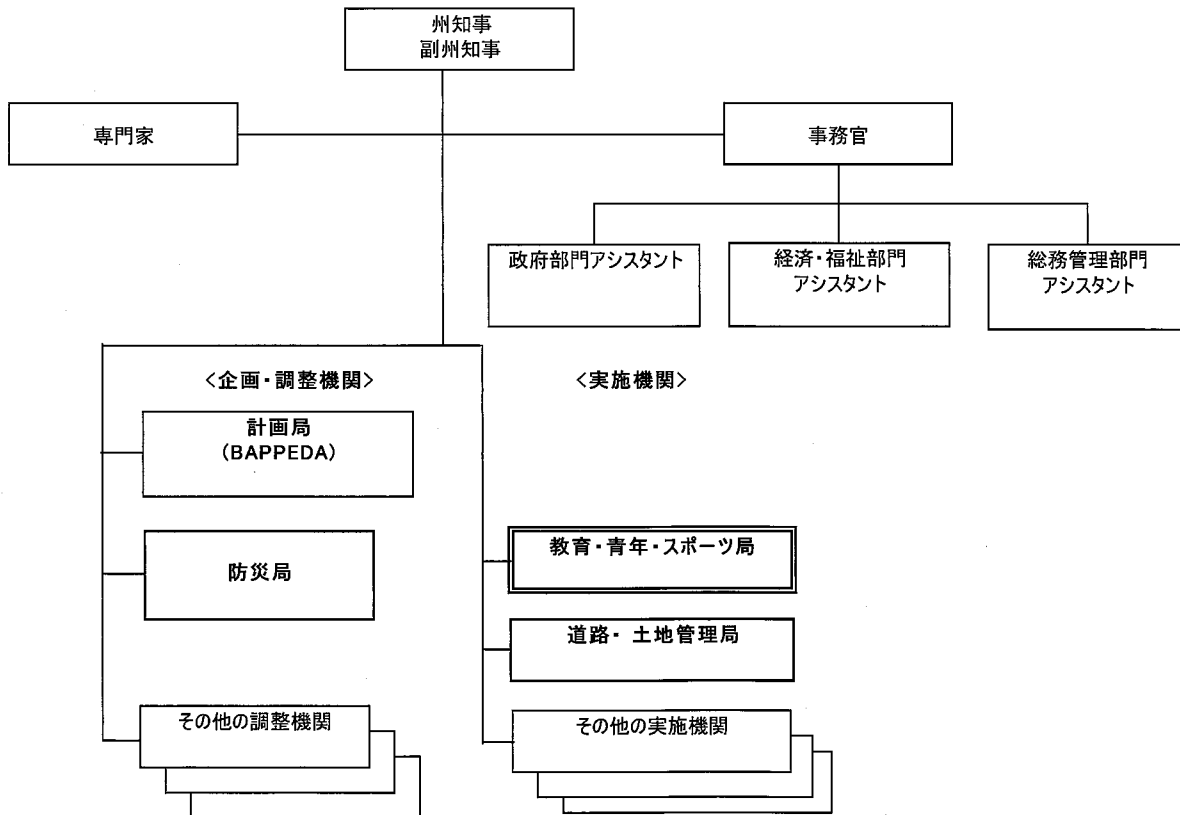 州知事
副州知事
専門家
事務官
政府部門アシスタント
経済・福祉部門
アシスタント
総務管理部門
アシスタント
<企画・調整機関>
<実施機関>
計画局
(BAPPEDA)
防災局
教育・青年・スポーツ局
道路・土地管理局
その他の調整機関
その他の実施機関